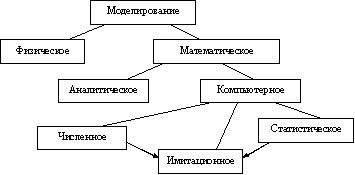 Моделирование
Физическое
Математическое
Аналитическое
Компьютерное
Численное
Статистическое
Имитационное